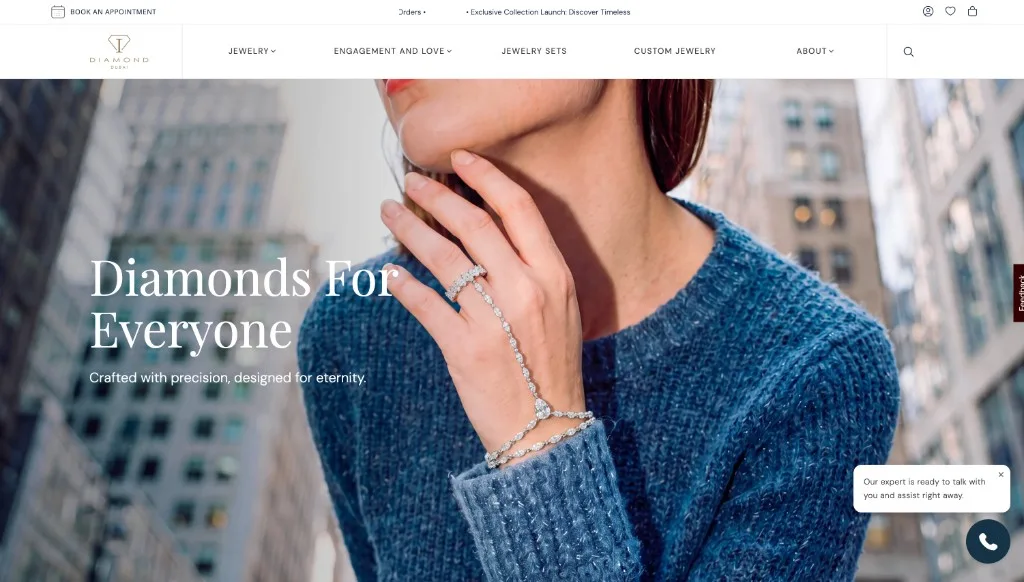 BOOK AN APPOINTMENT
Orders •
• Exclusive Collection Launch: Discover Timeless
DIAMOND
DUBAI
JEWELRY
ENGAGEMENT AND LOVE
JEWELRY SETS
CUSTOM JEWELRY
ABOUT
Diamonds For
Everyone
Crafted with precision, designed for eternity.
Feedback
Our expert is ready to talk with
you and assist right away.